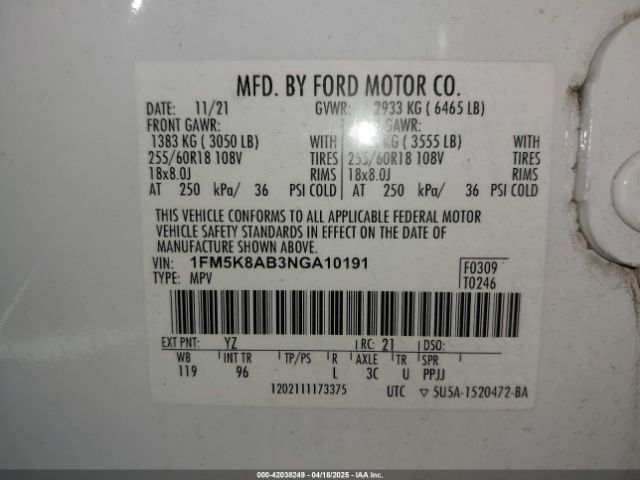 MFD. BY FORD MOTOR CO.
DATE: 11/21 GVWR: 2933 KG ( 6465 LB)
FRONT GAWR: GAWR:
1383 KG ( 3050 LB) WITH KG ( 3555 LB) WITH
255/60R18 108V TIRES 255/60R18 108V TIRES
18x8.0J RIMS 18x8.0J RIMS
AT 250 kPa/ 36 PSI COLD AT 250 kPa/ 36 PSI COLD
THIS VEHICLE CONFORMS TO ALL APPLICABLE FEDERAL MOTOR
VEHICLE SAFETY STANDARDS IN EFFECT ON THE DATE OF
MANUFACTURE SHOWN ABOVE.
VIN: 1FM5K8AB3NGA10191 F0309
TYPE: MPV T0246
EXT PNT: YZ RC: 21 DSO:
WB INT TR TP/PS R AXLE TR SPR
119 96 L 3C U PPJJ
1202111173375 UTC ▽ 5U5A-1520472-BA
000-42038249 - 04/18/2025 - IAAI.CA